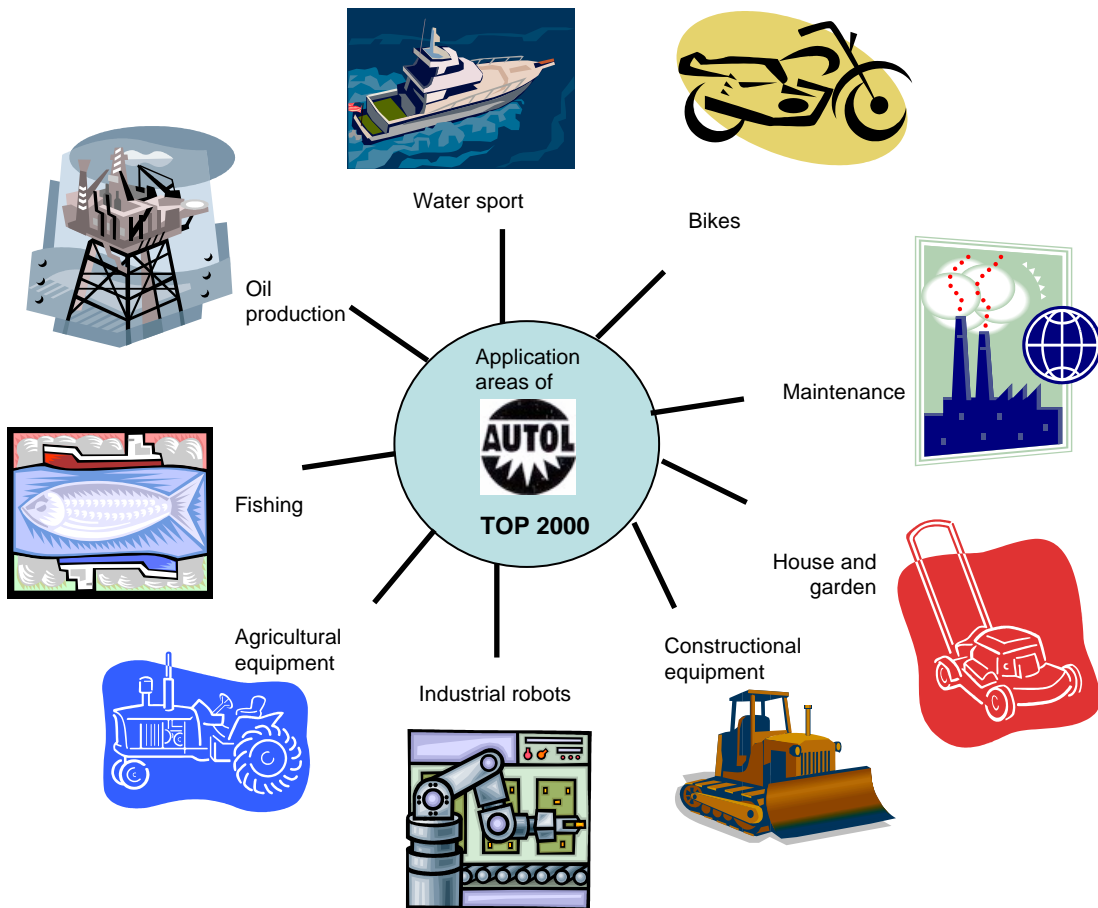 Water sport
Bikes
Oil
production
Application
areas of
AUTOL
TOP 2000
Maintenance
Fishing
House and
garden
Agricultural
equipment
Constructional
equipment
Industrial robots